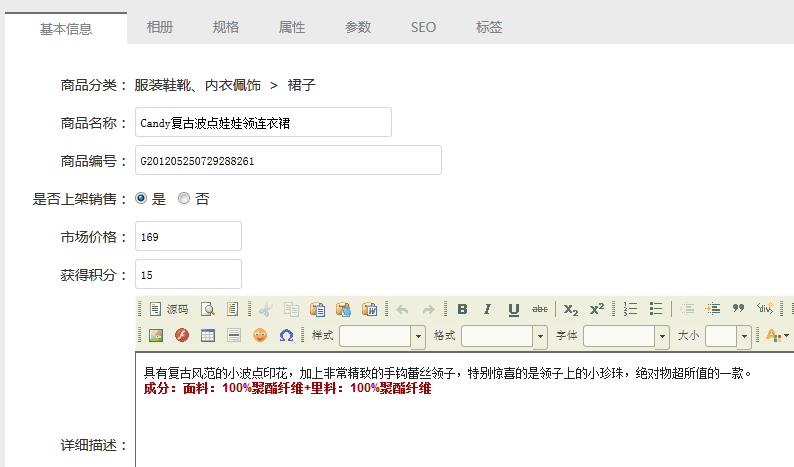 基本信息 相册 规格 属性 参数 SEO 标签
商品分类： 服装鞋靴、内衣佩饰 > 裙子
商品名称： Candy复古波点娃娃领连衣裙
商品编号： G201205250729288261
是否上架销售： 是 否
市场价格： 169
获得积分： 15
源码 B I U abc X₂ X² div
样式 格式 字体 大小 A
具有复古风范的小波点印花，加上非常精致的手钩蕾丝领子，特别惊喜的是领子上的小珍珠，绝对物超所值的一款。
成分：面料：100%聚酯纤维+里料：100%聚酯纤维
详细描述：